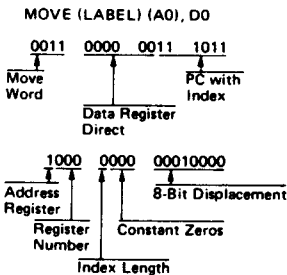 MOVE (LABEL) (A0), D0
0011 0000 0011 1011
Move Word
PC with Index
Data Register Direct
1000 0000 00010000
Address Register
8-Bit Displacement
Register Number
Constant Zeros
Index Length